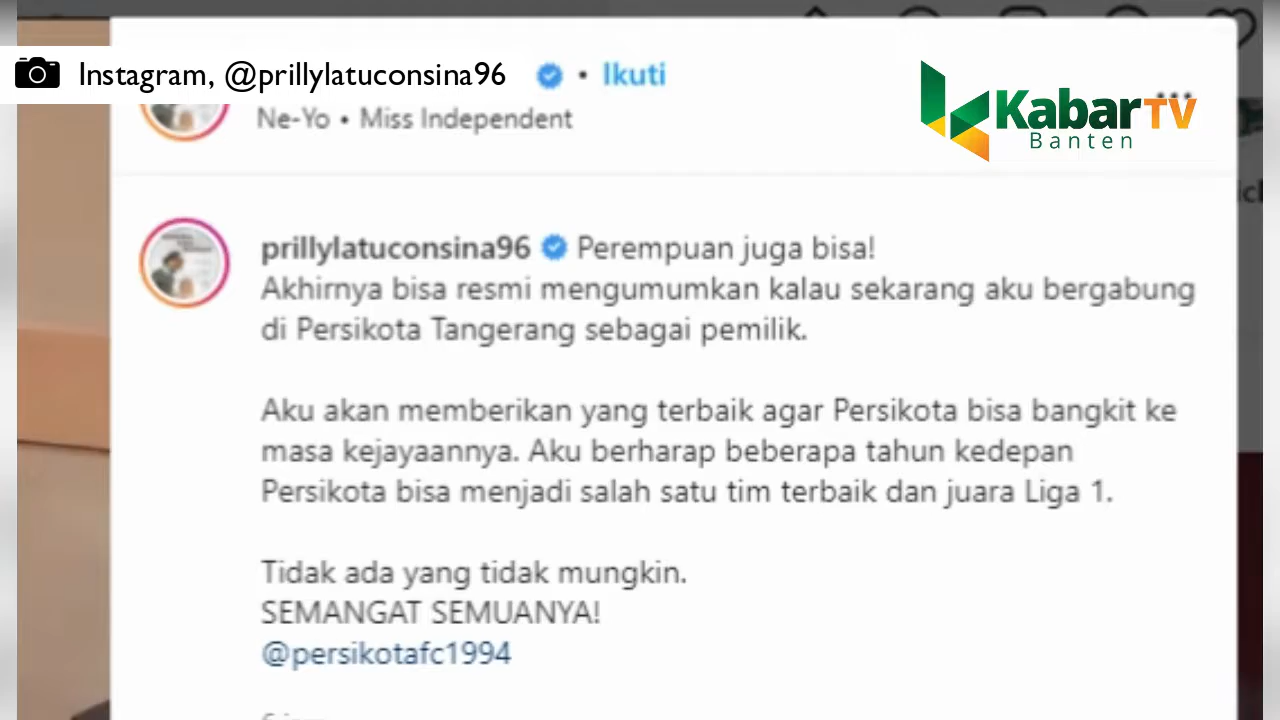 Instagram, @prillylatuconsina96 • Ikuti
Ne-Yo • Miss Independent
KabarTV
Banten
prillylatuconsina96 Perempuan juga bisa!
Akhirnya bisa resmi mengumumkan kalau sekarang aku bergabung
di Persikota Tangerang sebagai pemilik.
Aku akan memberikan yang terbaik agar Persikota bisa bangkit ke
masa kejayaannya. Aku berharap beberapa tahun kedepan
Persikota bisa menjadi salah satu tim terbaik dan juara Liga 1.
Tidak ada yang tidak mungkin.
SEMANGAT SEMUANYA!
@persikotafc1994